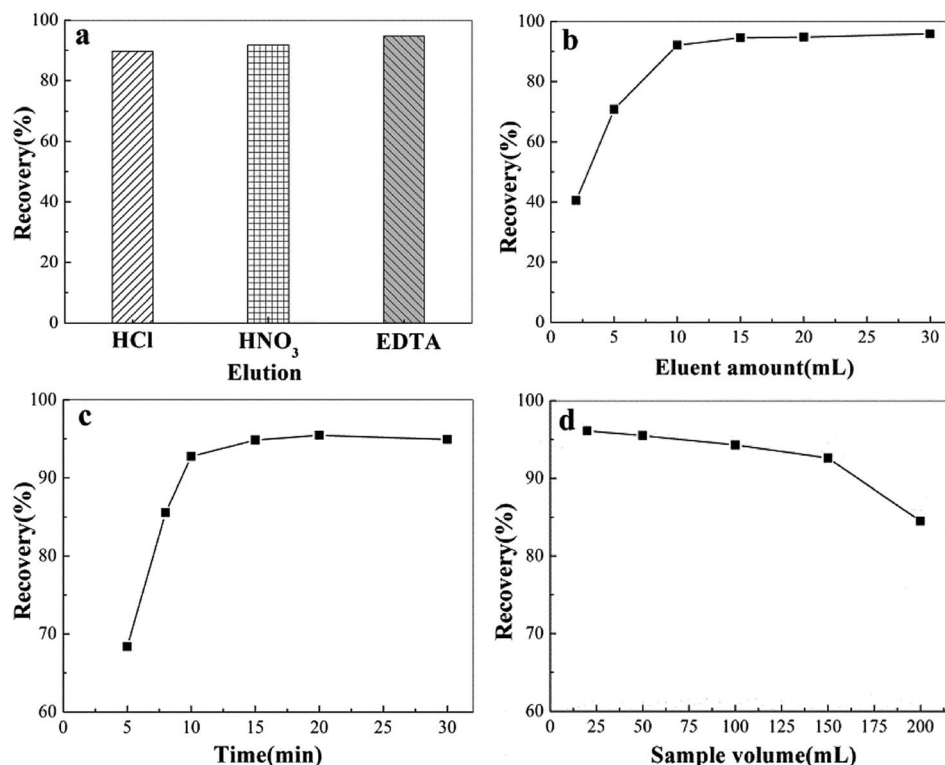 a
Recovery(%)
100
80
60
40
20
0
HCl HNO₃ EDTA
Elution
b
Recovery(%)
100
80
60
40
20
0
0 5 10 15 20 25 30
Eluent amount(mL)
c
Recovery(%)
100
90
80
70
60
0 5 10 15 20 25 30
Time(min)
d
Recovery(%)
100
90
80
70
60
0 25 50 75 100 125 150 175 200
Sample volume(mL)